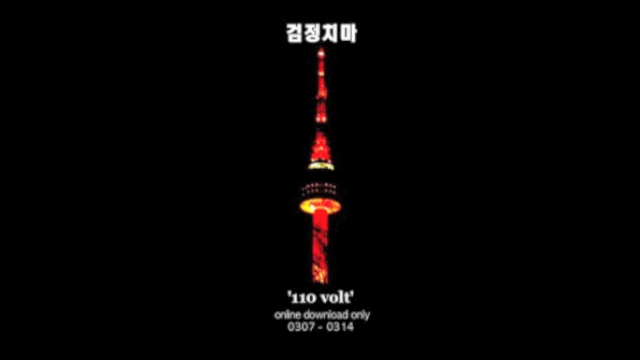 검정치마
'110 volt'
online download only
0307 - 0314